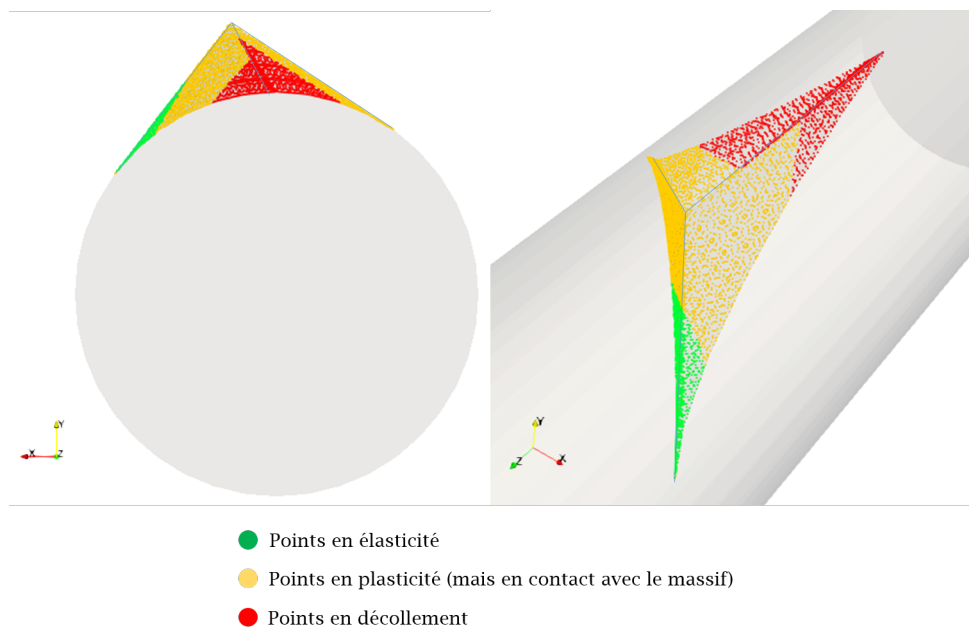 Y
X
Z
Y
Z
X
Points en élasticité
Points en plasticité (mais en contact avec le massif)
Points en décollement